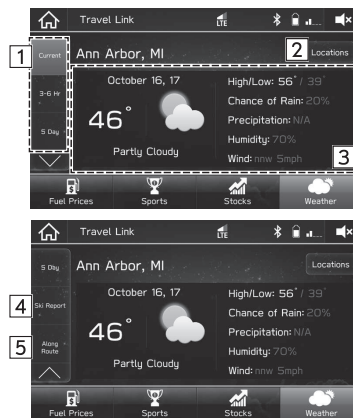 Travel Link
LTE
1
Current
Ann Arbor, MI
2
Locations
3-6 Hr
5 Day
October 16, 17
46°
Partly Cloudy
High/Low: 56° / 39°
Chance of Rain: 20%
Precipitation: N/A
Humidity: 70%
Wind: nnw 5mph
3
Fuel Prices
Sports
Stocks
Weather
Travel Link
LTE
5 Day
Ann Arbor, MI
Locations
4
Ski Report
5
Along
Route
October 16, 17
46°
Partly Cloudy
High/Low: 56° / 39°
Chance of Rain: 20%
Precipitation: N/A
Humidity: 70%
Wind: nnw 5mph
Fuel Prices
Sports
Stocks
Weather